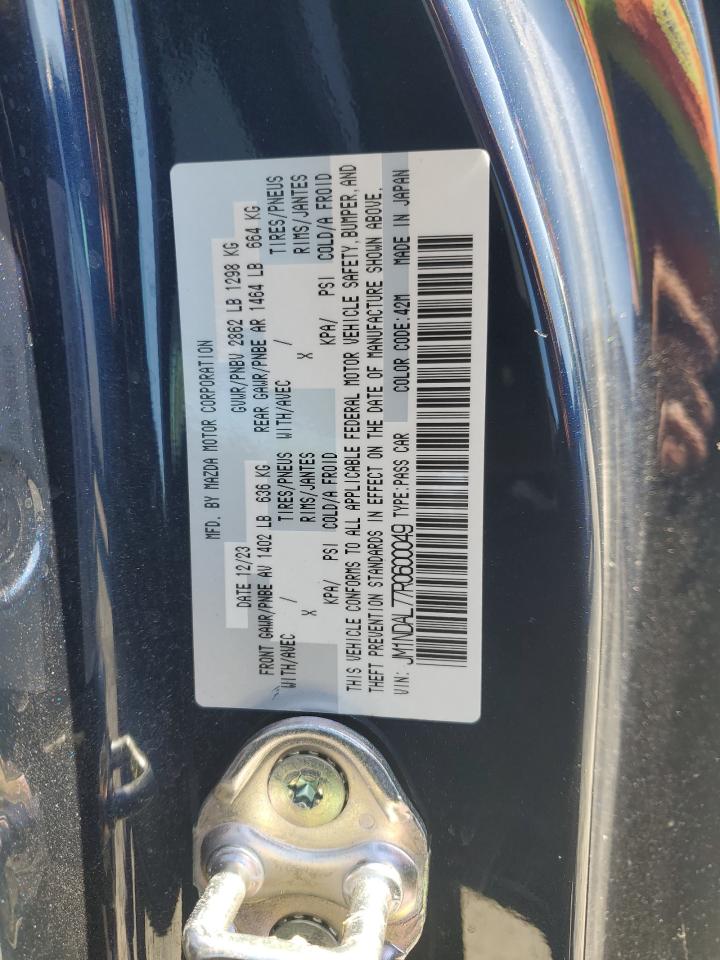 MFD. BY MAZDA MOTOR CORPORATION
DATE 12/23 GVWR/PNBV 2862 LB 1298 KG
FRONT GAWR/PNBE AV 1402 LB 636 KG REAR GAWR/PNBE AR 1464 LB 664 KG
WITH/AVEC / TIRES/PNEUS WITH/AVEC / TIRES/PNEUS
X RIMS/JANTES X RIMS/JANTES
KPA/ PSI COLD/A FROID KPA/ PSI COLD/A FROID
THIS VEHICLE CONFORMS TO ALL APPLICABLE FEDERAL MOTOR VEHICLE SAFETY, BUMPER, AND
THEFT PREVENTION STANDARDS IN EFFECT ON THE DATE OF MANUFACTURE SHOWN ABOVE.
VIN: JM1NDAL77R0600049 TYPE:PASS CAR COLOR CODE:42M MADE IN JAPAN